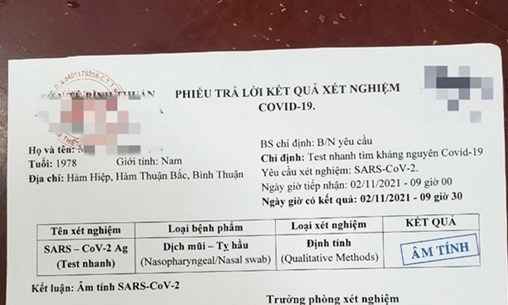 PHIẾU TRẢ LỜI KẾT QUẢ XÉT NGHIỆM
COVID-19.
BÌNH THUẬN
Họ và tên: M
Tuổi: 1978 Giới tính: Nam
Địa chỉ: Hàm Hiệp, Hàm Thuận Bắc, Bình Thuận
BS chỉ định: B/N yêu cầu
Chỉ định: Test nhanh tìm kháng nguyên Covid-19
Yêu cầu xét nghiệm: SARS-CoV-2.
Ngày giờ tiếp nhận: 02/11/2021 - 09 giờ 00
Ngày giờ có kết quả: 02/11/2021 - 09 giờ 30
Tên xét nghiệm Loại bệnh phẩm Loại xét nghiệm KẾT QUẢ
SARS – CoV-2 Ag Dịch mũi – Tỵ hầu Định tính ÂM TÍNH
(Test nhanh) (Nasopharyngeal/Nasal swab) (Qualitative Methods)
Kết luận: Âm tính SARS-CoV-2
Trưởng phòng xét nghiệm